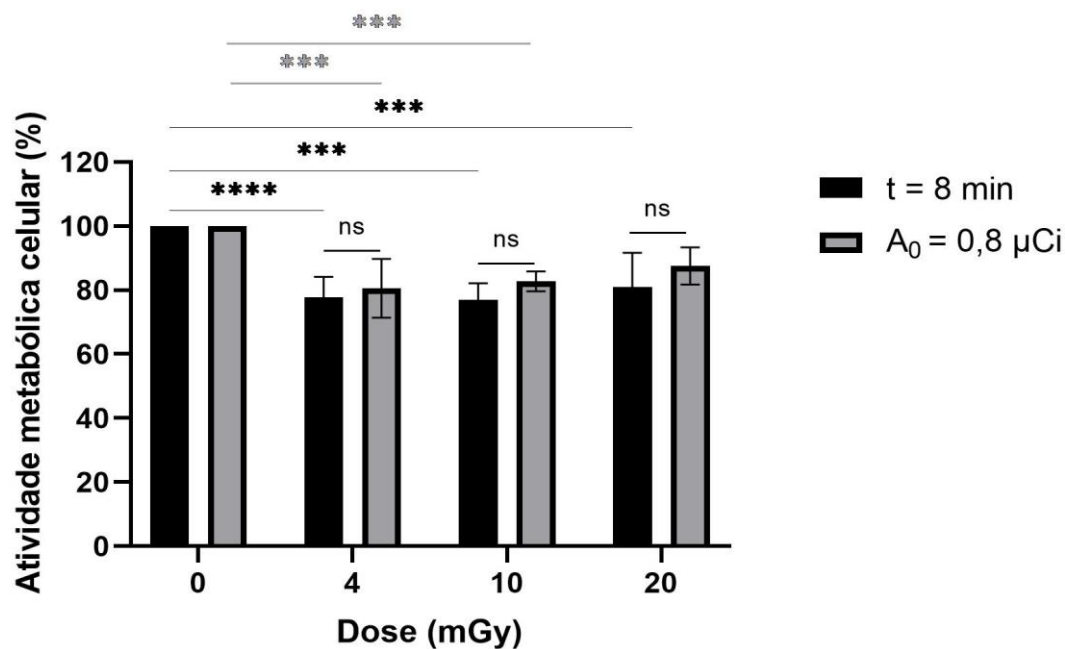 ***
***
***
***
****
ns
ns
ns
Atividade metabólica celular (%)
120
100
80
60
40
20
0
0 4 10 20
Dose (mGy)
t = 8 min
A₀ = 0,8 µCi